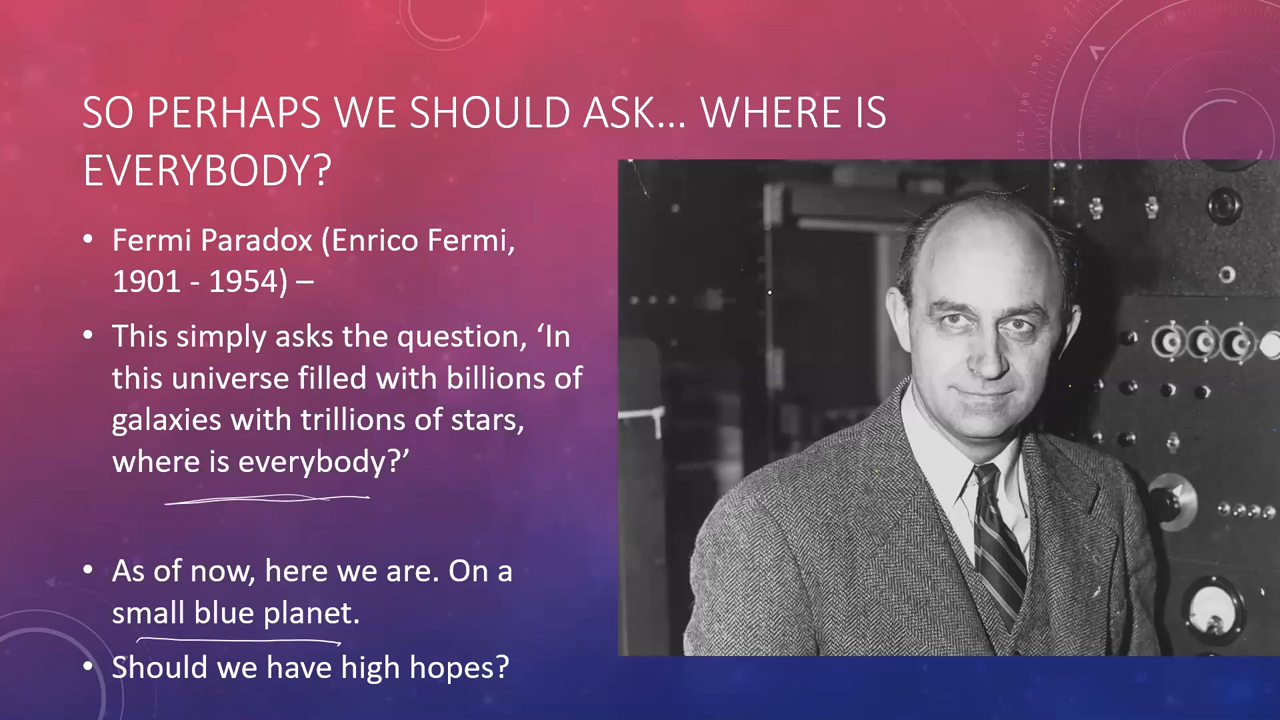 SO PERHAPS WE SHOULD ASK... WHERE IS
EVERYBODY?
• Fermi Paradox (Enrico Fermi,
1901 - 1954) –
• This simply asks the question, ‘In
this universe filled with billions of
galaxies with trillions of stars,
where is everybody?’
• As of now, here we are. On a
small blue planet.
• Should we have high hopes?